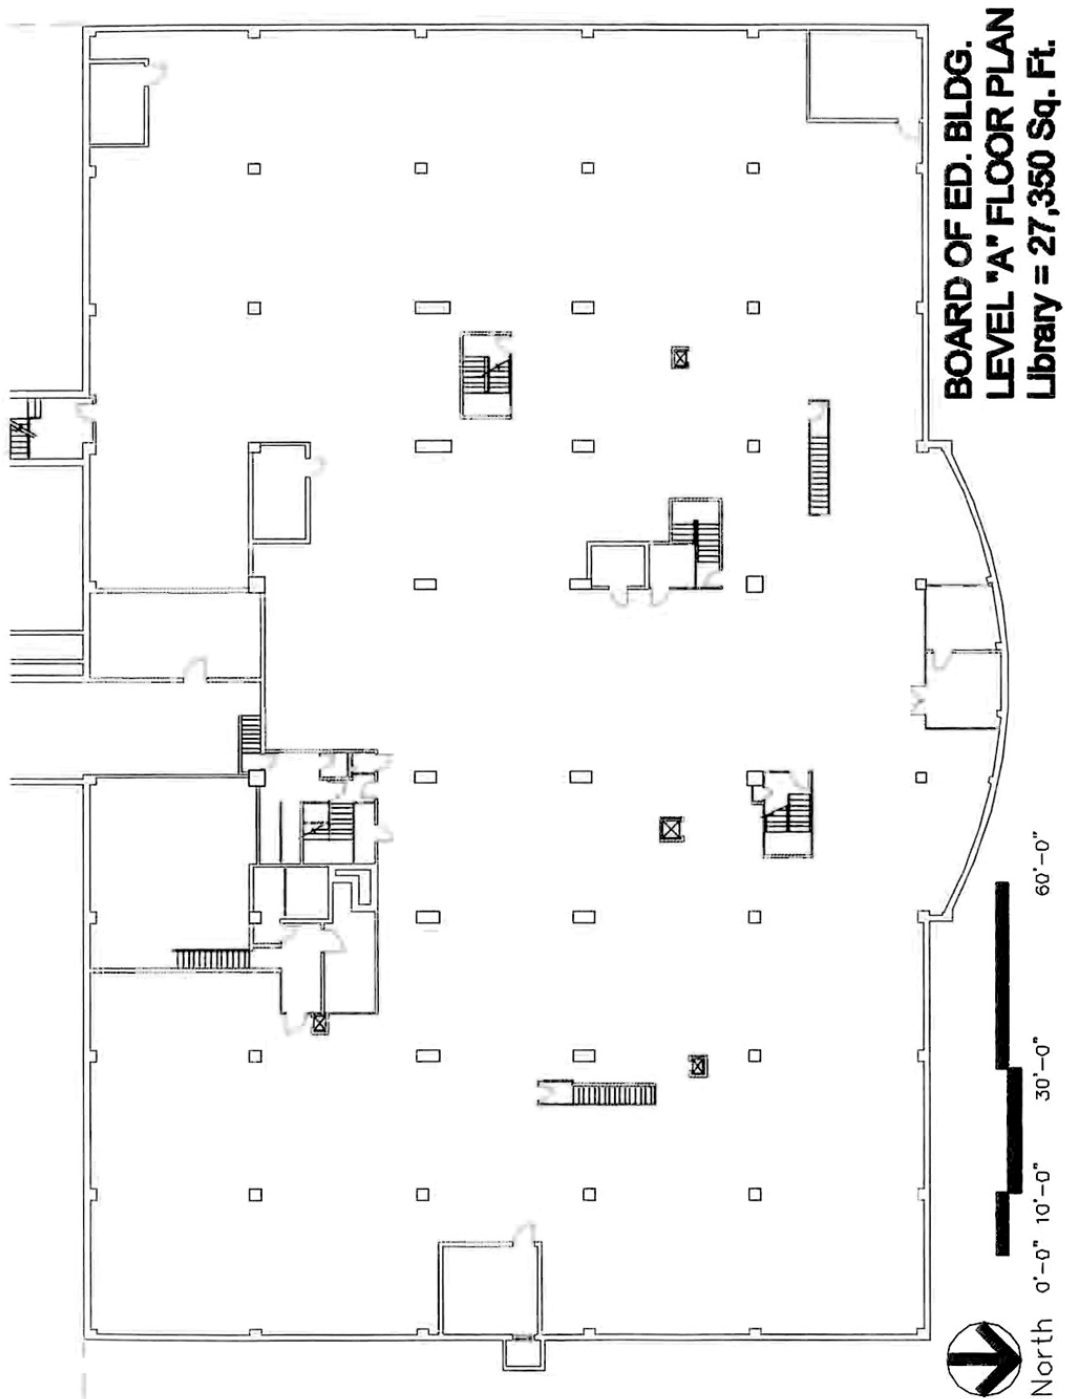 BOARD OF ED. BLDG.
LEVEL "A" FLOOR PLAN
Library = 27,350 Sq. Ft.
North 0'-0" 10'-0" 30'-0" 60'-0"